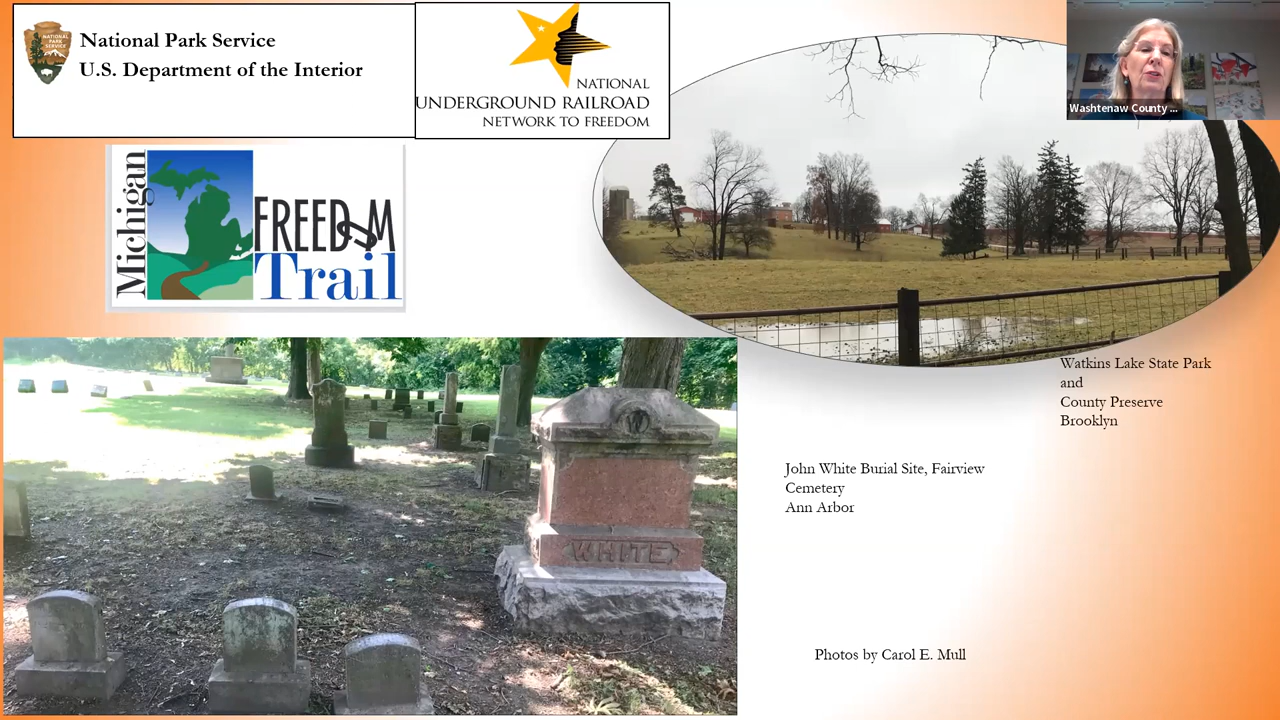 National Park Service
U.S. Department of the Interior
NATIONAL
UNDERGROUND RAILROAD
NETWORK TO FREEDOM
Washtenaw County ...
Michigan
FREEDOM
Trail
Watkins Lake State Park
and
County Preserve
Brooklyn
John White Burial Site, Fairview
Cemetery
Ann Arbor
W
WHITE
Photos by Carol E. Mull